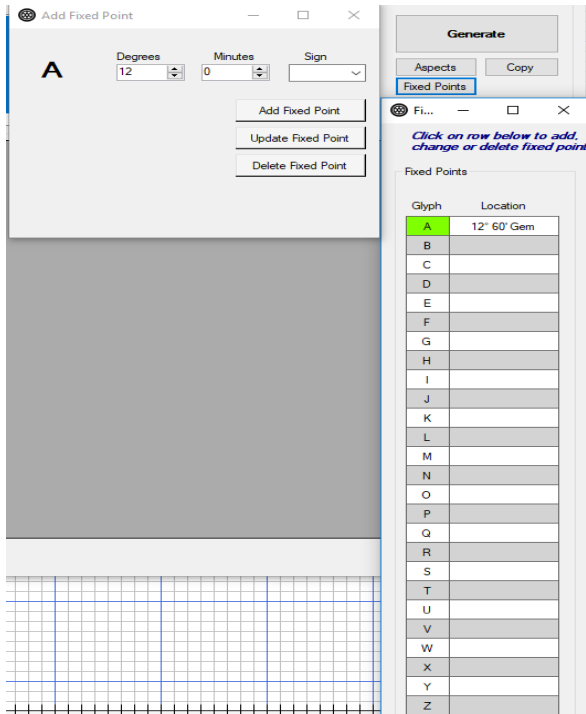 Add Fixed Point
Degrees Minutes Sign
A 12 0
Add Fixed Point
Update Fixed Point
Delete Fixed Point
Generate
Aspects Copy
Fixed Points
Fi...
Click on row below to add,
change or delete fixed point
Fixed Points
Glyph Location
A 12° 60' Gem
B
C
D
E
F
G
H
I
J
K
L
M
N
O
P
Q
R
S
T
U
V
W
X
Y
Z